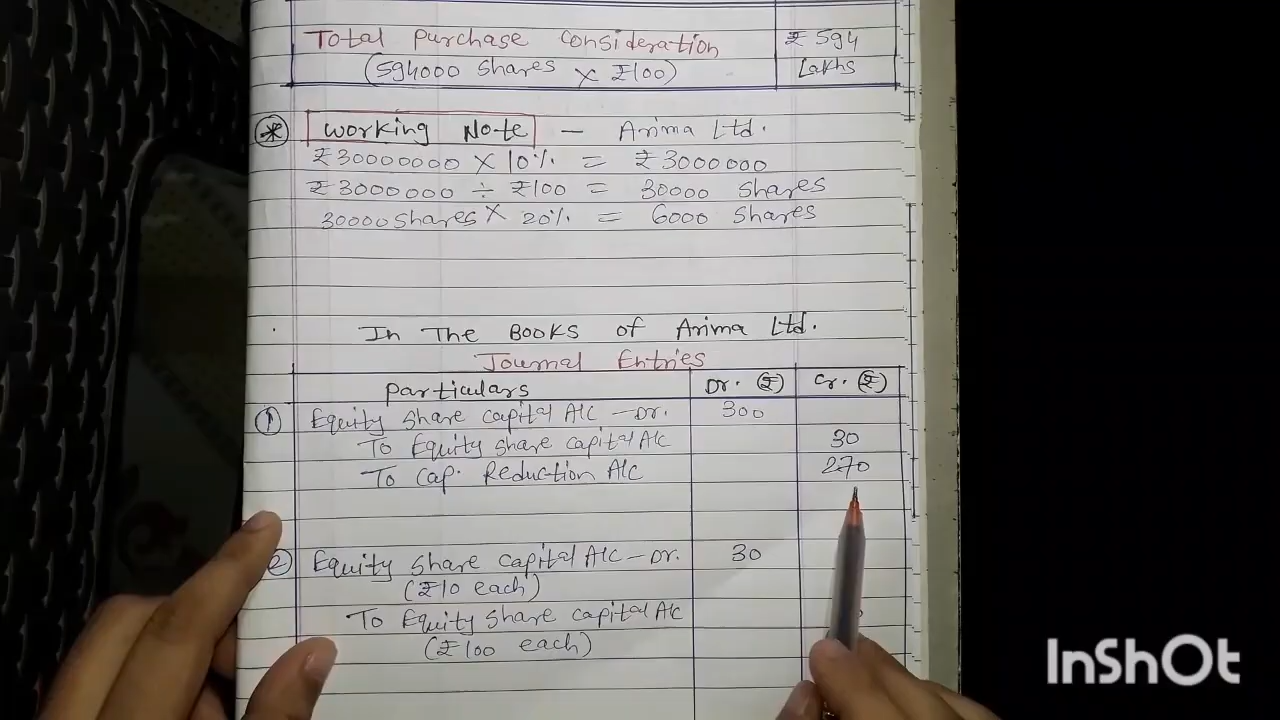 Total Purchase Consideration ₹ 594
(594000 Shares × ₹100) Lakhs
* Working Note — Arima Ltd.
₹30000000 × 10% = ₹3000000
₹3000000 ÷ ₹100 = 30000 Shares
30000 Shares × 20% = 6000 Shares
In The Books of Arima Ltd.
Journal Entries
Particulars Dr. (₹) Cr. (₹)
① Equity Share Capital A/C —Dr. 300
To Equity Share Capital A/C 30
To Cap. Reduction A/C 270
② Equity Share Capital A/C —Dr. 30
(₹10 each)
To Equity Share Capital A/C
(₹100 each)
InShOt